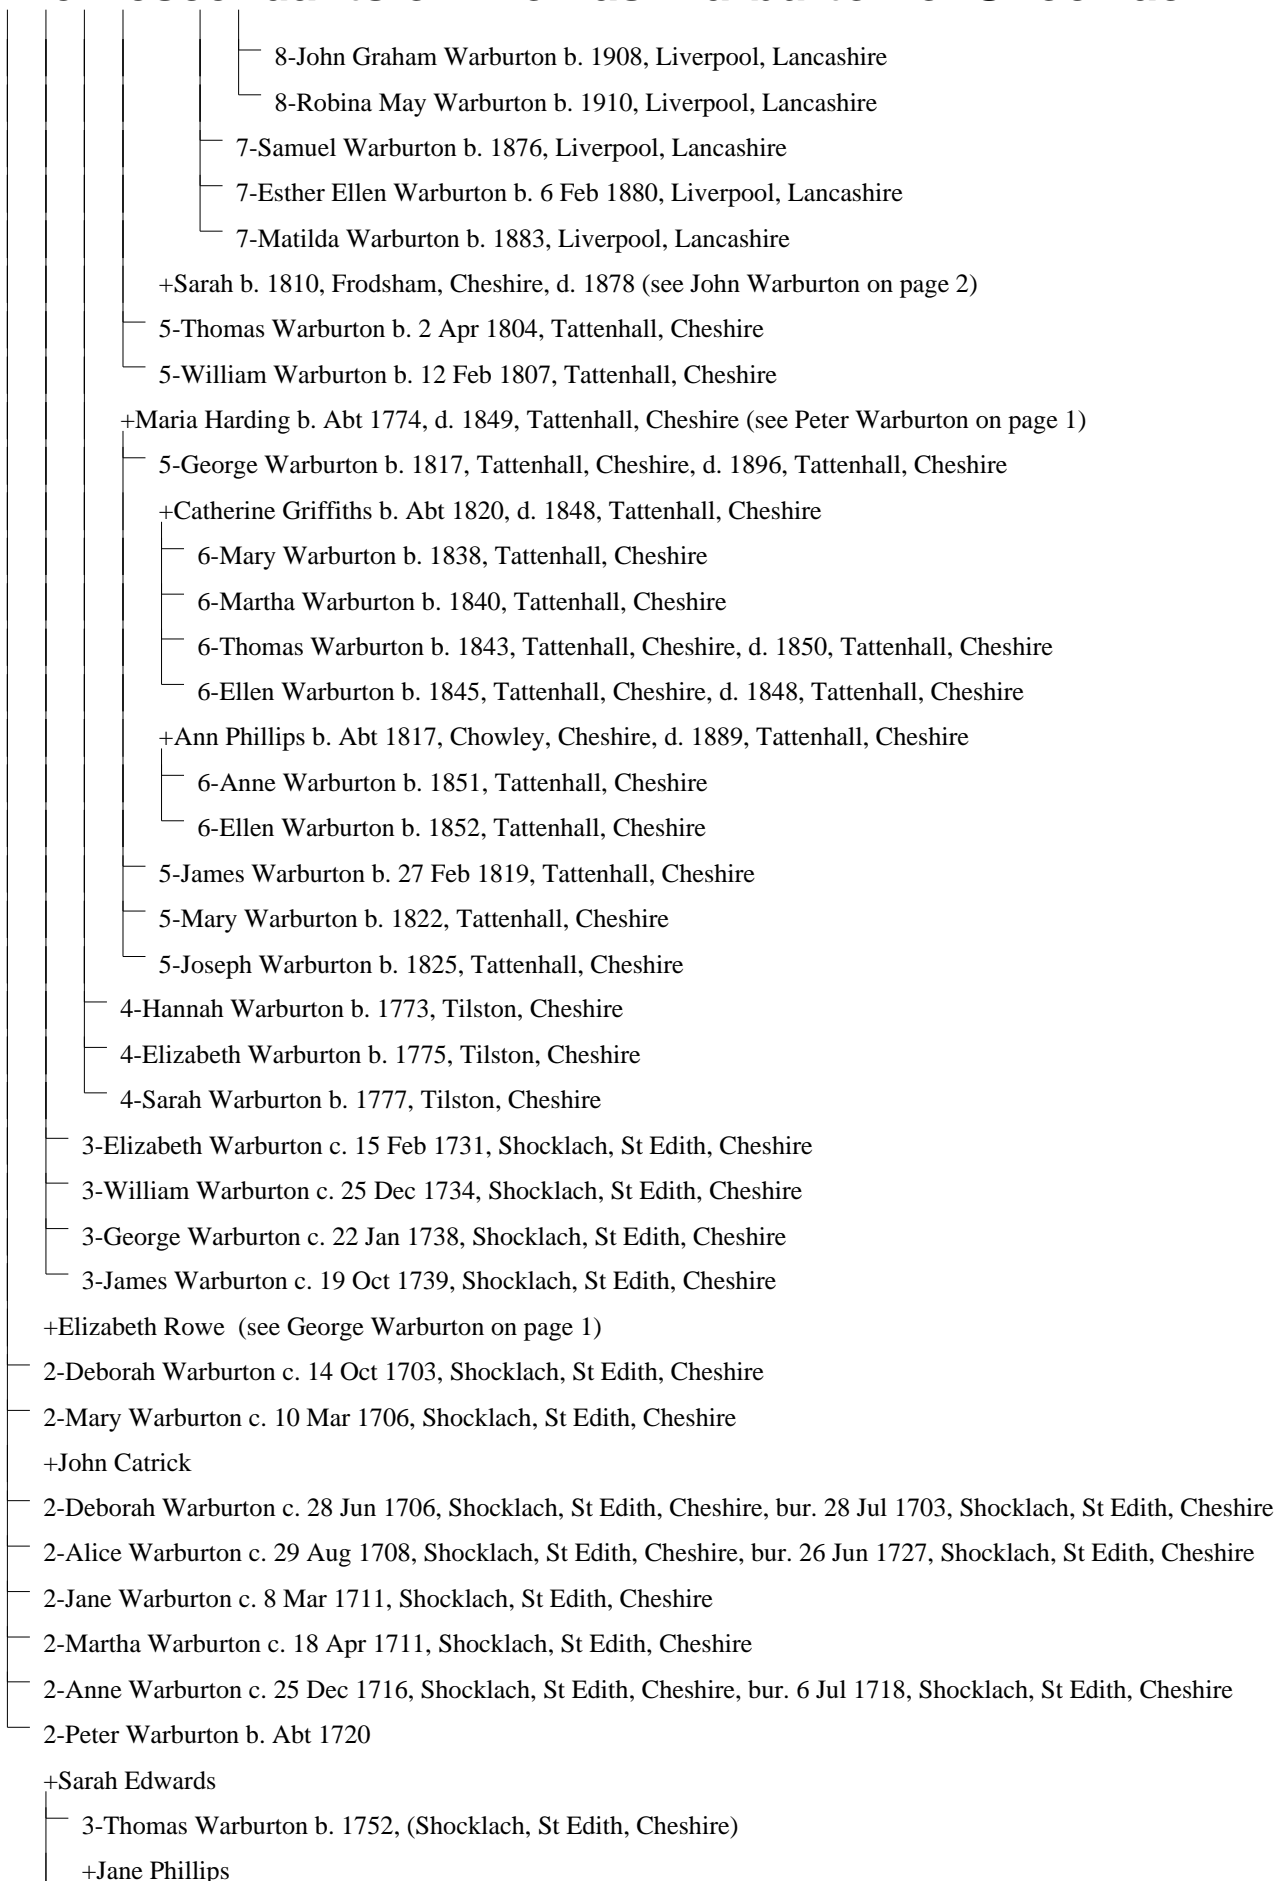 8-John Graham Warburton b. 1908, Liverpool, Lancashire
8-Robina May Warburton b. 1910, Liverpool, Lancashire
7-Samuel Warburton b. 1876, Liverpool, Lancashire
7-Esther Ellen Warburton b. 6 Feb 1880, Liverpool, Lancashire
7-Matilda Warburton b. 1883, Liverpool, Lancashire
+Sarah b. 1810, Frodsham, Cheshire, d. 1878 (see John Warburton on page 2)
5-Thomas Warburton b. 2 Apr 1804, Tattenhall, Cheshire
5-William Warburton b. 12 Feb 1807, Tattenhall, Cheshire
+Maria Harding b. Abt 1774, d. 1849, Tattenhall, Cheshire (see Peter Warburton on page 1)
5-George Warburton b. 1817, Tattenhall, Cheshire, d. 1896, Tattenhall, Cheshire
+Catherine Griffiths b. Abt 1820, d. 1848, Tattenhall, Cheshire
6-Mary Warburton b. 1838, Tattenhall, Cheshire
6-Martha Warburton b. 1840, Tattenhall, Cheshire
6-Thomas Warburton b. 1843, Tattenhall, Cheshire, d. 1850, Tattenhall, Cheshire
6-Ellen Warburton b. 1845, Tattenhall, Cheshire, d. 1848, Tattenhall, Cheshire
+Ann Phillips b. Abt 1817, Chowley, Cheshire, d. 1889, Tattenhall, Cheshire
6-Anne Warburton b. 1851, Tattenhall, Cheshire
6-Ellen Warburton b. 1852, Tattenhall, Cheshire
5-James Warburton b. 27 Feb 1819, Tattenhall, Cheshire
5-Mary Warburton b. 1822, Tattenhall, Cheshire
5-Joseph Warburton b. 1825, Tattenhall, Cheshire
4-Hannah Warburton b. 1773, Tilston, Cheshire
4-Elizabeth Warburton b. 1775, Tilston, Cheshire
4-Sarah Warburton b. 1777, Tilston, Cheshire
3-Elizabeth Warburton c. 15 Feb 1731, Shocklach, St Edith, Cheshire
3-William Warburton c. 25 Dec 1734, Shocklach, St Edith, Cheshire
3-George Warburton c. 22 Jan 1738, Shocklach, St Edith, Cheshire
3-James Warburton c. 19 Oct 1739, Shocklach, St Edith, Cheshire
+Elizabeth Rowe (see George Warburton on page 1)
2-Deborah Warburton c. 14 Oct 1703, Shocklach, St Edith, Cheshire
2-Mary Warburton c. 10 Mar 1706, Shocklach, St Edith, Cheshire
+John Catrick
2-Deborah Warburton c. 28 Jun 1706, Shocklach, St Edith, Cheshire, bur. 28 Jul 1703, Shocklach, St Edith, Cheshire
2-Alice Warburton c. 29 Aug 1708, Shocklach, St Edith, Cheshire, bur. 26 Jun 1727, Shocklach, St Edith, Cheshire
2-Jane Warburton c. 8 Mar 1711, Shocklach, St Edith, Cheshire
2-Martha Warburton c. 18 Apr 1711, Shocklach, St Edith, Cheshire
2-Anne Warburton c. 25 Dec 1716, Shocklach, St Edith, Cheshire, bur. 6 Jul 1718, Shocklach, St Edith, Cheshire
2-Peter Warburton b. Abt 1720
+Sarah Edwards
3-Thomas Warburton b. 1752, (Shocklach, St Edith, Cheshire)
+Jane Phillips